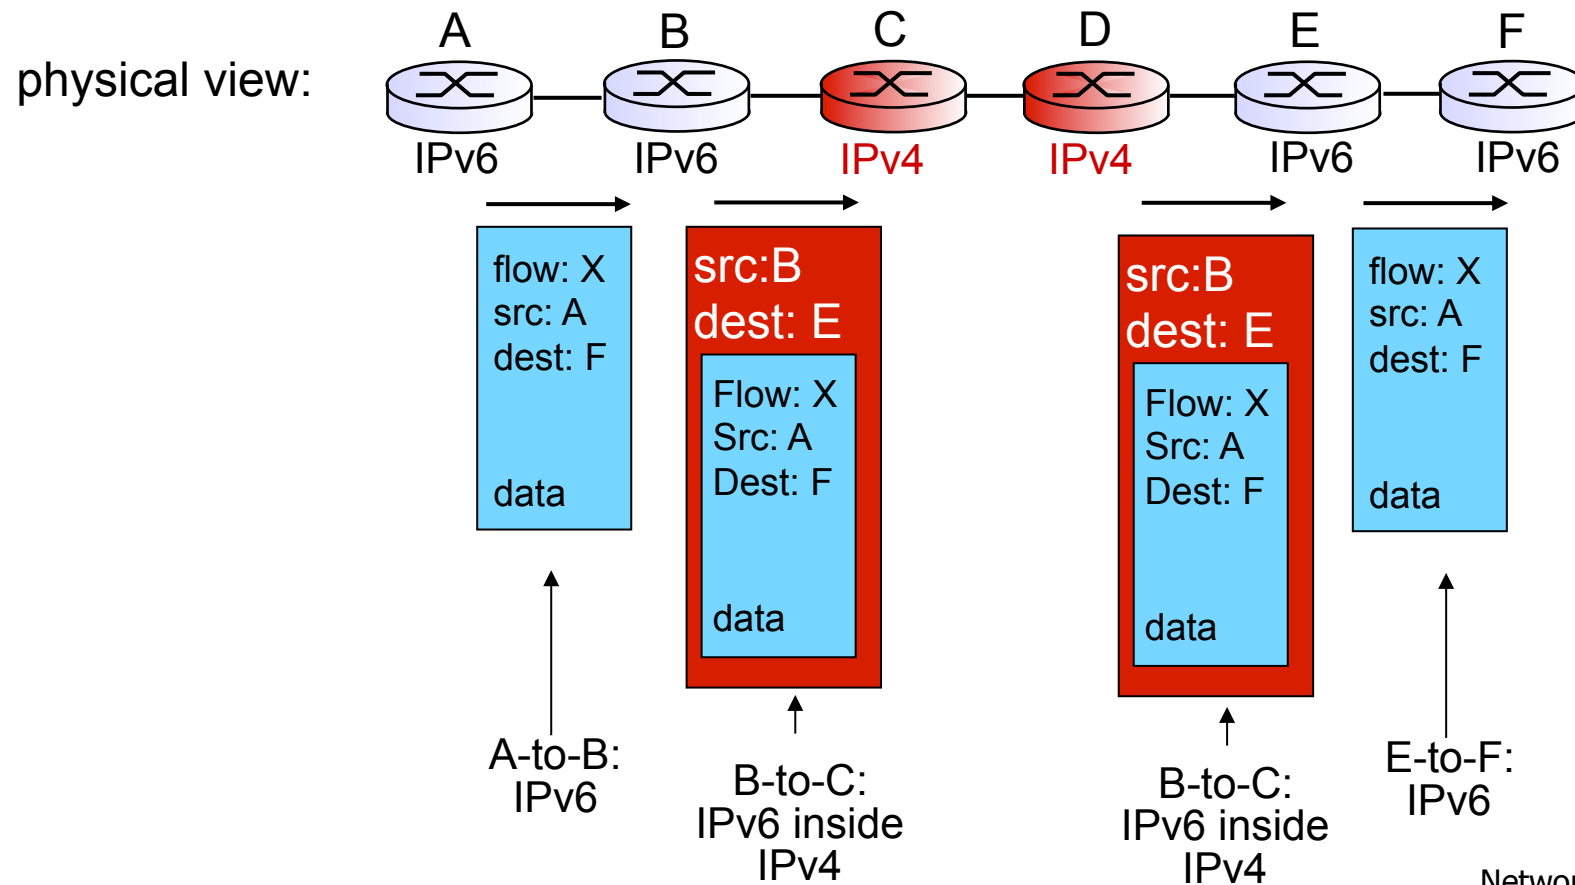 A
B
C
D
E
F
physical view:
IPv6
IPv6
IPv4
IPv4
IPv6
IPv6
flow: X
src: A
dest: F
data
src:B
dest: E
Flow: X
Src: A
Dest: F
data
src:B
dest: E
Flow: X
Src: A
Dest: F
data
flow: X
src: A
dest: F
data
A-to-B:
IPv6
B-to-C:
IPv6 inside
IPv4
B-to-C:
IPv6 inside
IPv4
E-to-F:
IPv6